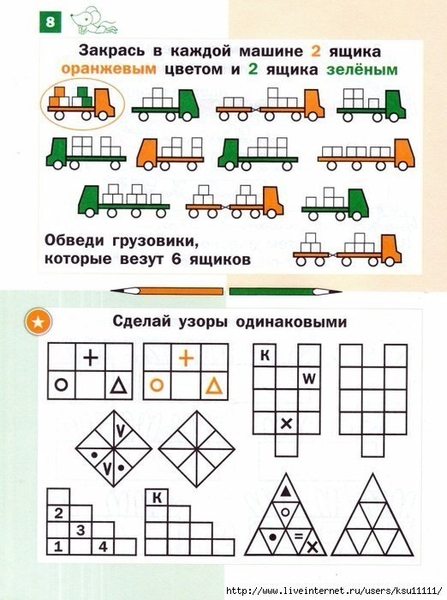 8
Закрась в каждой машине 2 ящика
оранжевым цветом и 2 ящика зелёным
Обведи грузовики,
которые везут 6 ящиков
Сделай узоры одинаковыми
К
W
×
V
V
К
2
3
1 4
=
×
http://www.liveinternet.ru/users/ksu11111/